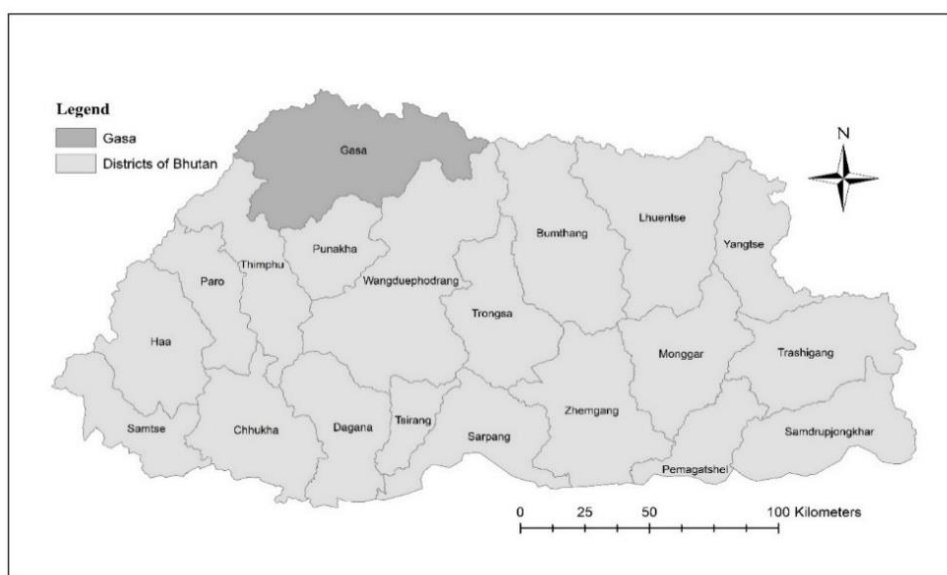 Legend
Gasa
Districts of Bhutan
N
Gasa
Lhuentse
Bumthang
Yangtse
Punakha
Thimphu
Paro
Wangduephodrang
Trongsa
Haa
Monggar
Trashigang
Zhemgang
Samtse
Chhukha
Dagana
Tsirang
Sarpang
Samdrupjongkhar
Pemagatshel
0 25 50 100 Kilometers